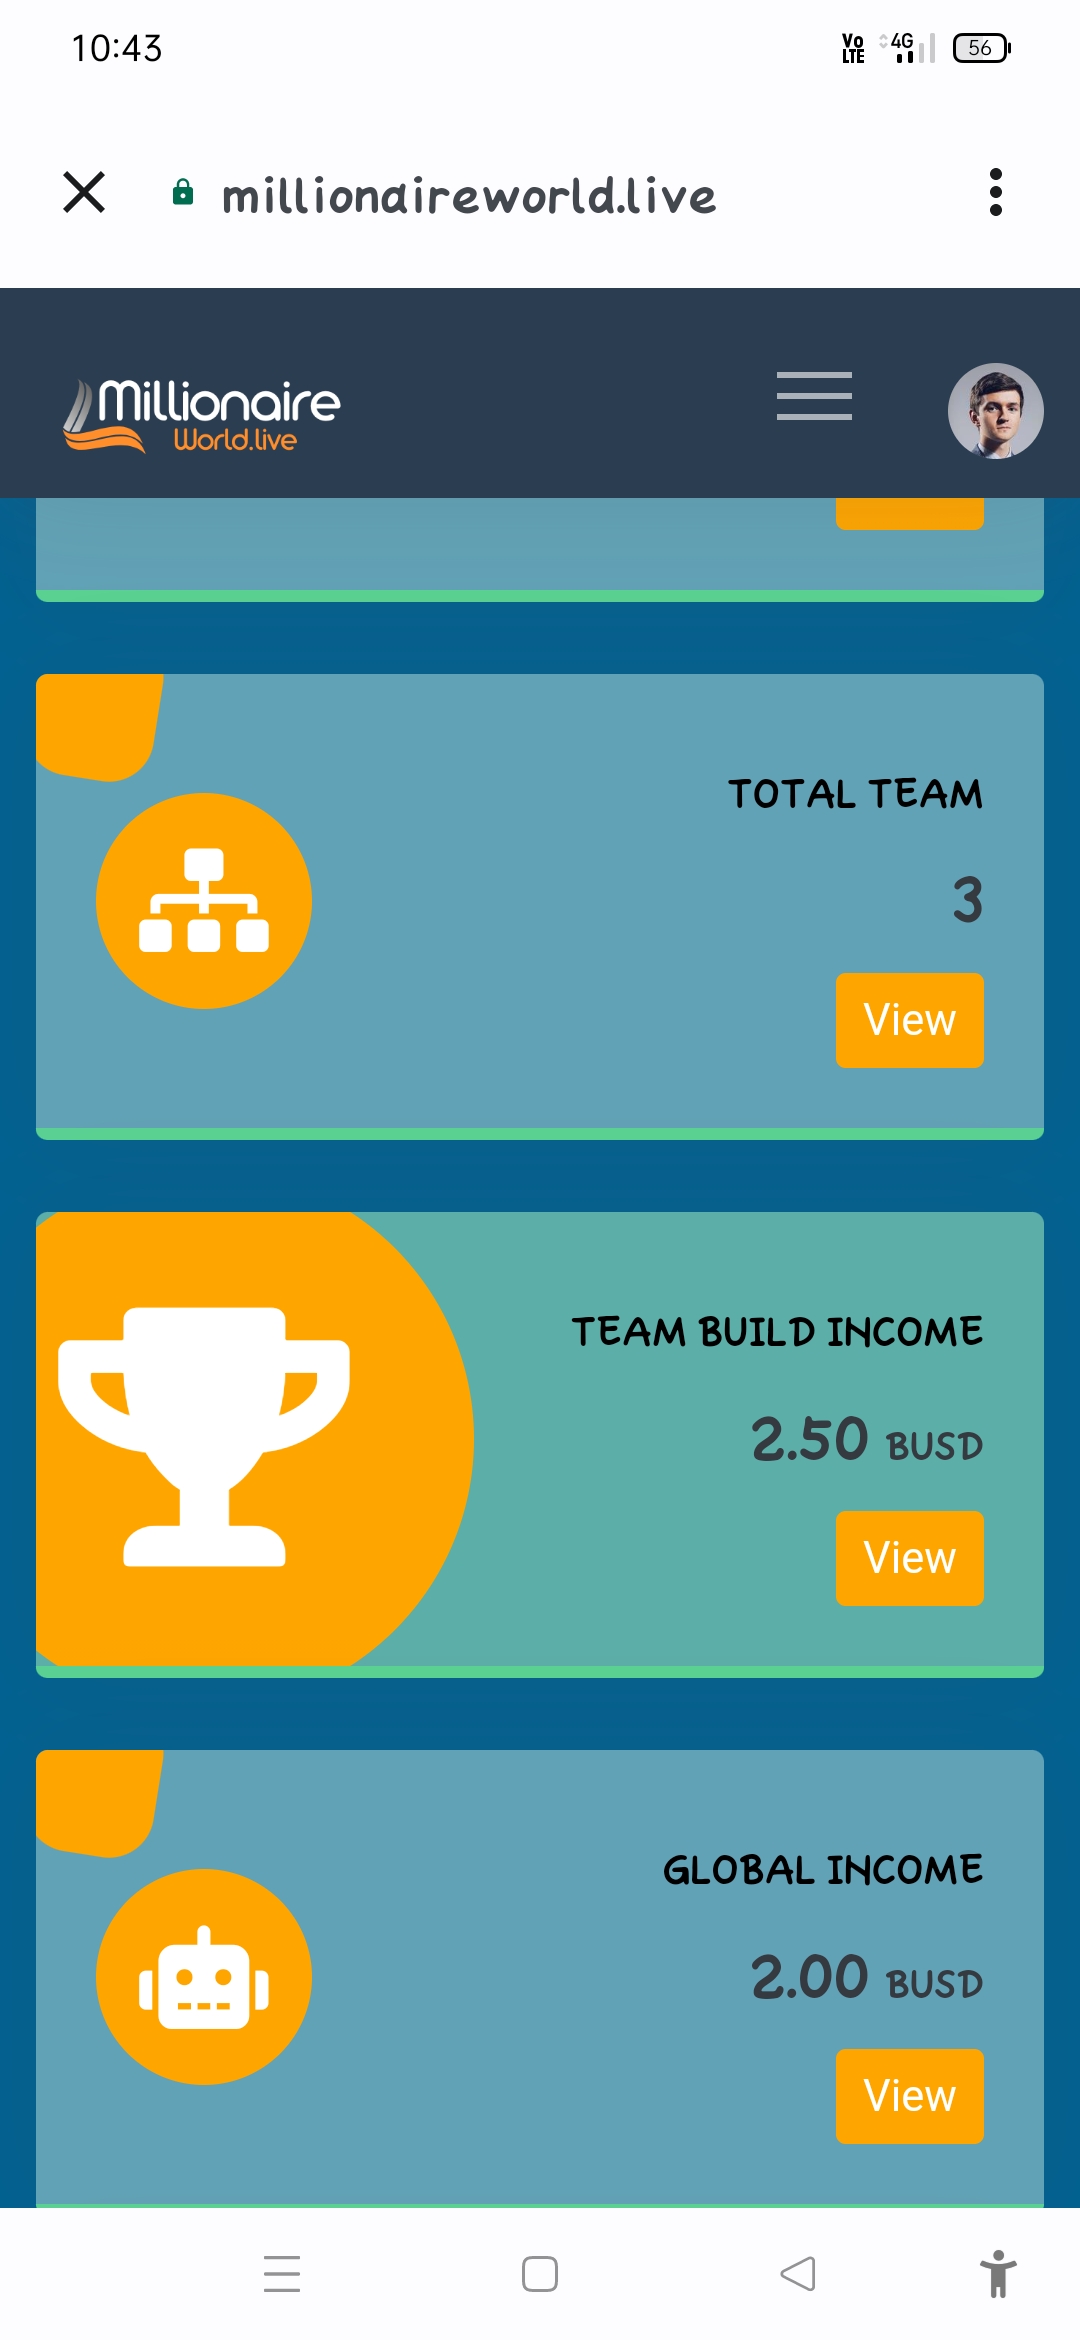 10:43
Vo LTE 4G 56
millionaireworld.live
Millionaire
World.live
TOTAL TEAM
3
View
TEAM BUILD INCOME
2.50 BUSD
View
GLOBAL INCOME
2.00 BUSD
View